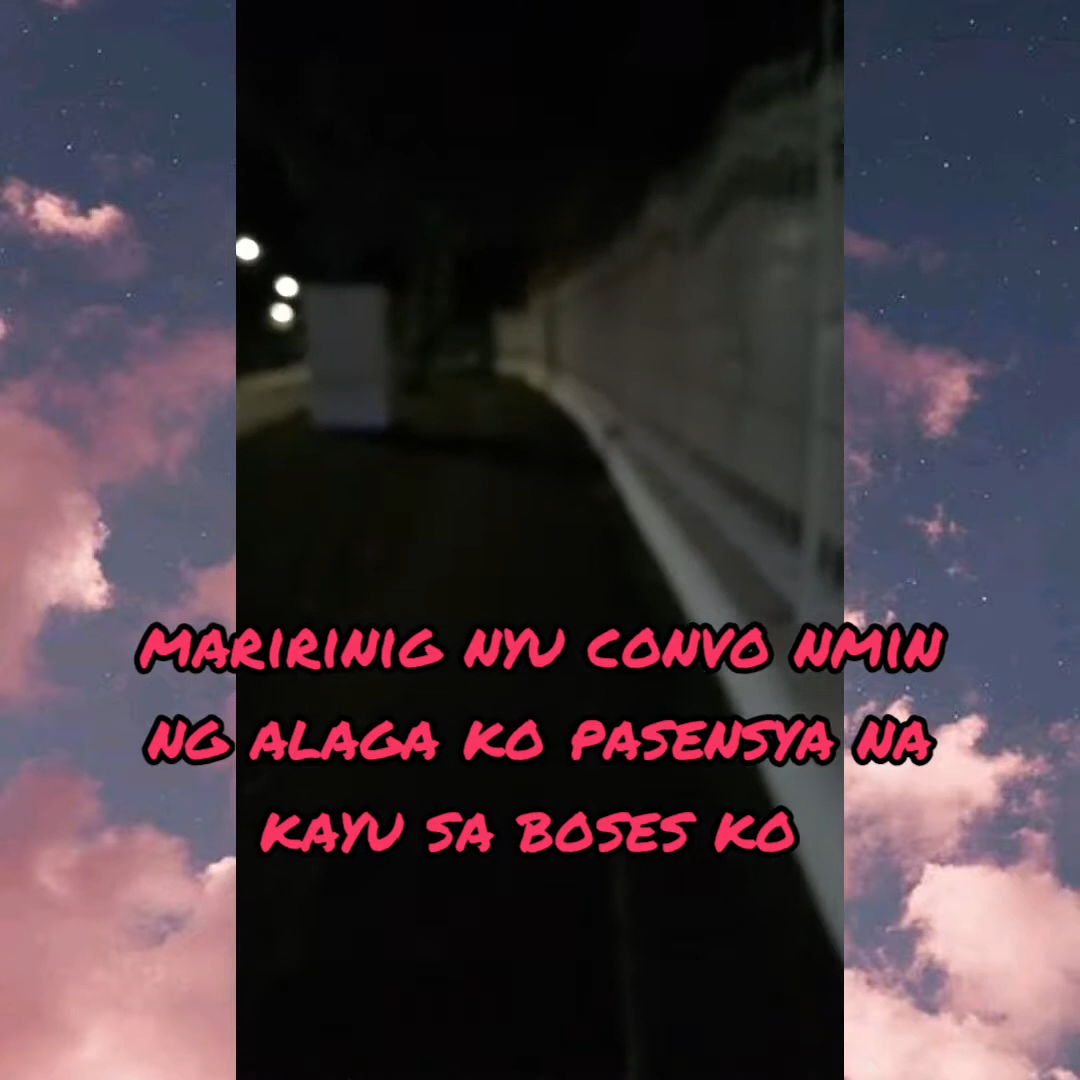 MARIRINIG NYU CONVO NMIN
NG ALAGA KO PASENSYA NA
KAYU SA BOSES KO